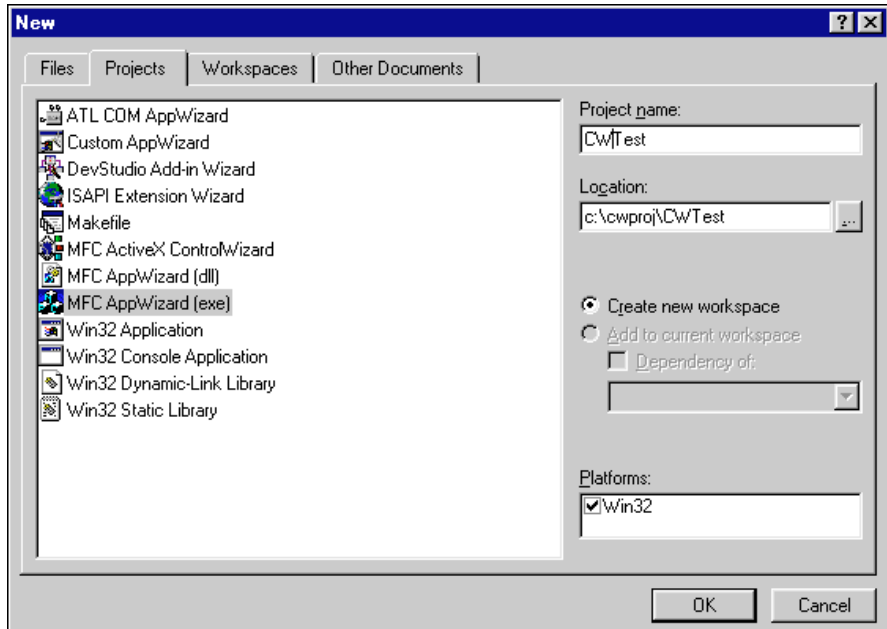 New
Files Projects Workspaces Other Documents
ATL COM AppWizard
Custom AppWizard
DevStudio Add-in Wizard
ISAPI Extension Wizard
Makefile
MFC ActiveX ControlWizard
MFC AppWizard (dll)
MFC AppWizard (exe)
Win32 Application
Win32 Console Application
Win32 Dynamic-Link Library
Win32 Static Library
Project name:
CWTest
Location:
c:\cwproj\CWTest
...
Create new workspace
Add to current workspace
Dependency of:
Platforms:
Win32
OK Cancel